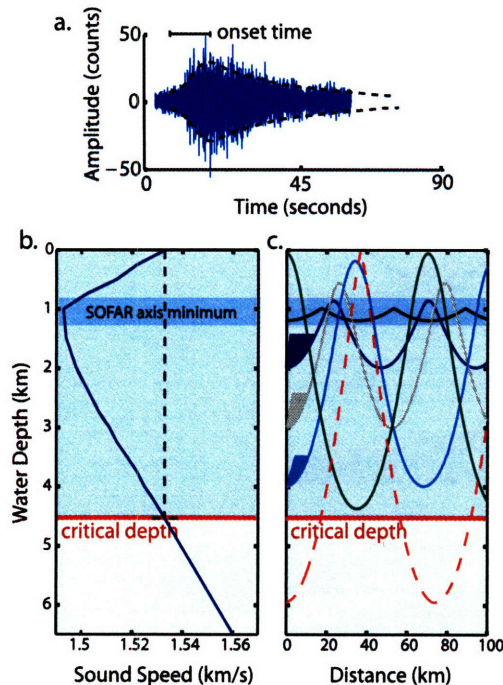 a.
50
onset time
0
−50
Amplitude (counts)
0
45
90
Time (seconds)
b.
c.
0
1
SOFAR axis minimum
2
3
4
critical depth
critical depth
5
6
Water Depth (km)
1.5
1.52
1.54
1.56
0
20
40
60
80
100
Sound Speed (km/s)
Distance (km)